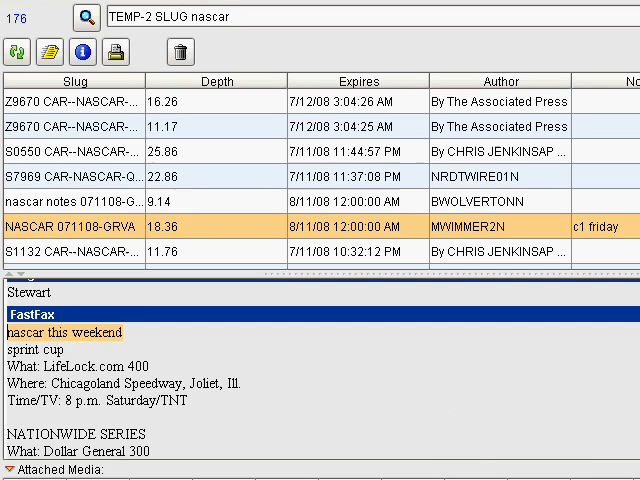 176
TEMP-2 SLUG nascar
Slug Depth Expires Author
Z9670 CAR--NASCAR-... 16.26 7/12/08 3:04:26 AM By The Associated Press
Z9670 CAR--NASCAR-... 11.17 7/12/08 3:04:25 AM By The Associated Press
S0550 CAR--NASCAR-... 25.86 7/11/08 11:44:57 PM By CHRIS JENKINSAP ...
S7969 CAR-NASCAR-Q... 22.86 7/11/08 11:37:08 PM NRDTWIRE01N
nascar notes 071108-G... 9.14 8/11/08 12:00:00 AM BWOLVERTONN
NASCAR 071108-GRVA 18.36 8/11/08 12:00:00 AM MWIMMER2N c1 friday
S1132 CAR--NASCAR-... 11.76 7/11/08 10:32:12 PM By CHRIS JENKINSAP ...
Stewart
FastFax
nascar this weekend
sprint cup
What: LifeLock.com 400
Where: Chicagoland Speedway, Joliet, Ill.
Time/TV: 8 p.m. Saturday/TNT
NATIONWIDE SERIES
What: Dollar General 300
Attached Media: